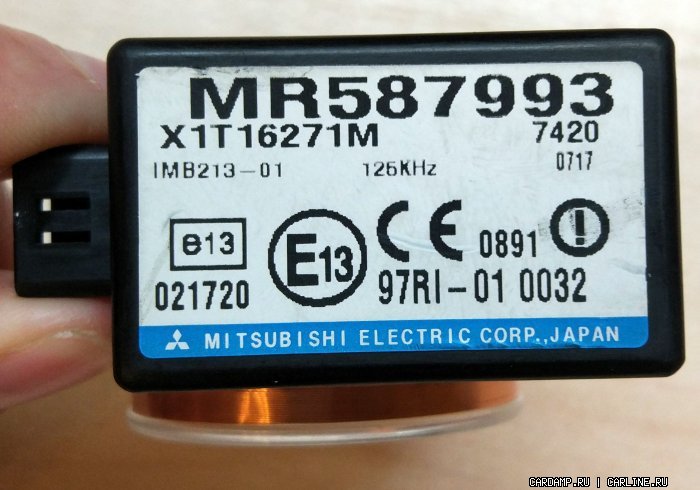 MR587993
X1T16271M 7420
IMB213-01 125KHz 0717
e13 E13 CE 0891
021720 97RI-01 0032
MITSUBISHI ELECTRIC CORP.,JAPAN
CARDAMP.RU | CARLINE.RU